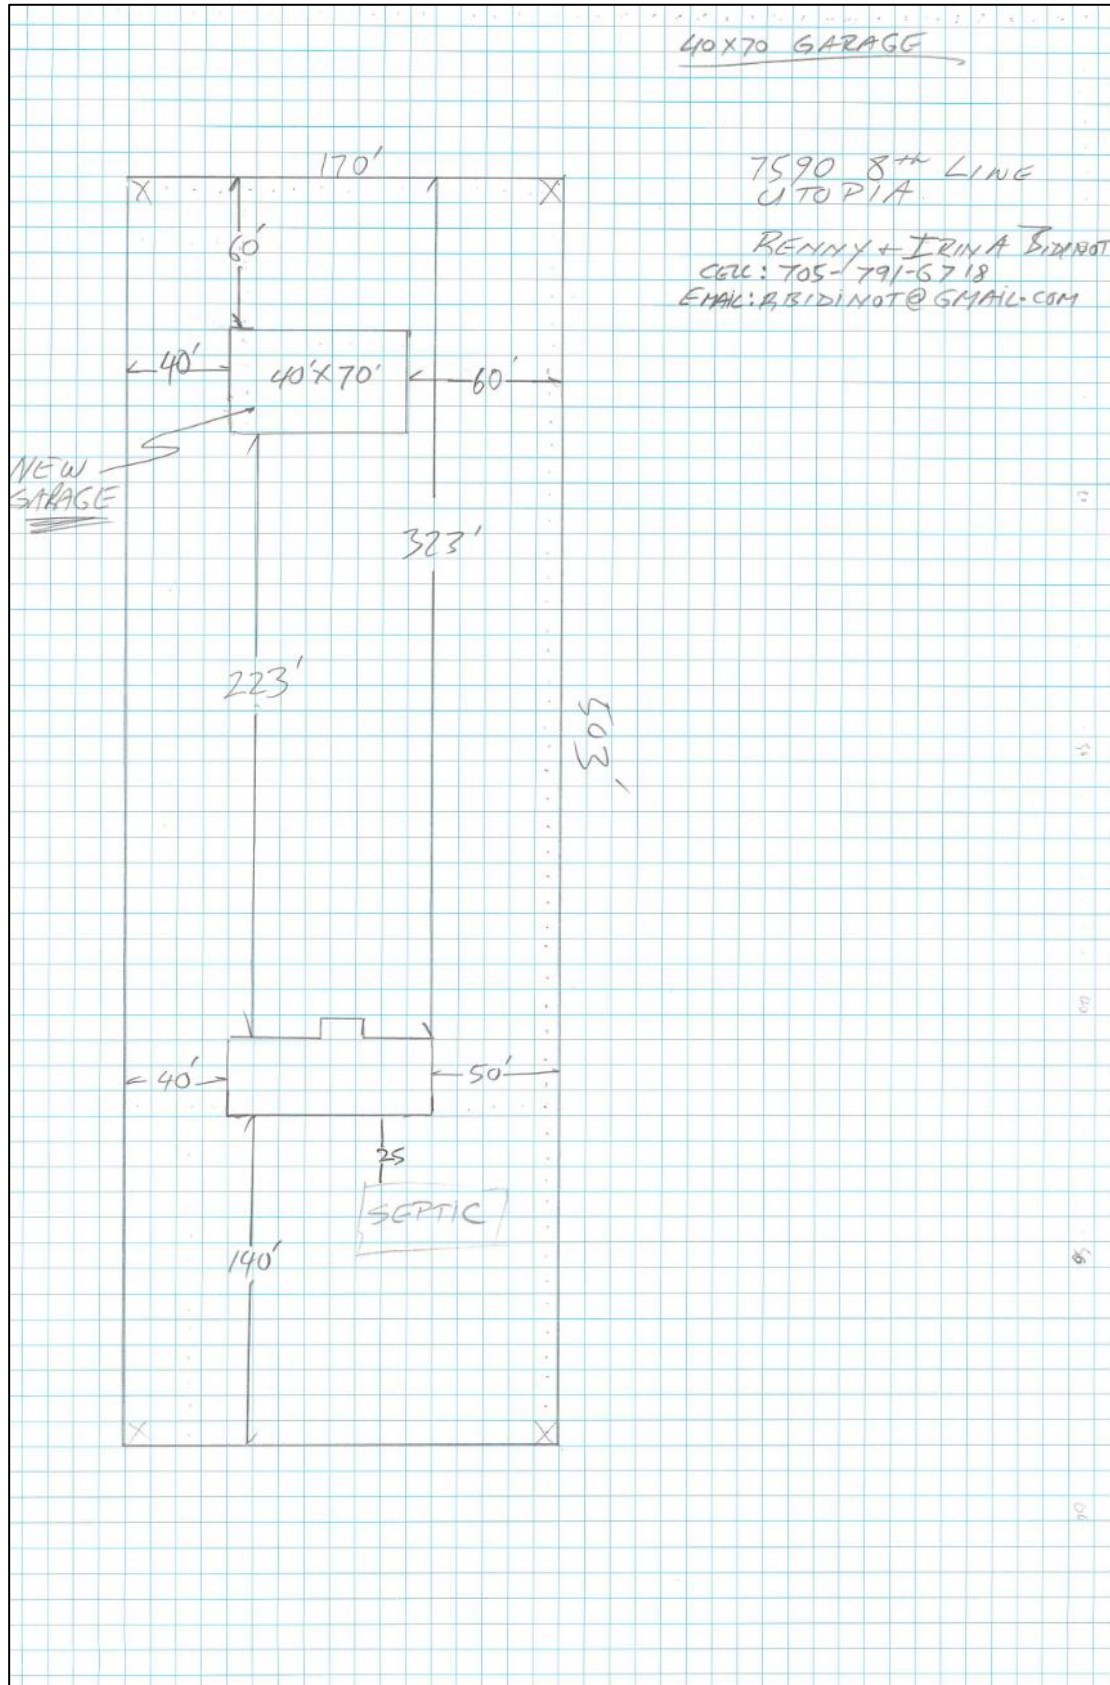 40X70 GARAGE
170'
7590 8th LINE
UTOPIA
RENNY + IRINA BIDINOT
CELL: 705-791-6718
EMAIL: RBIDINOT@GMAIL.COM
60'
40'
40'X70'
60'
NEW
GARAGE
323'
223'
503'
40'
50'
25
SEPTIC
140'